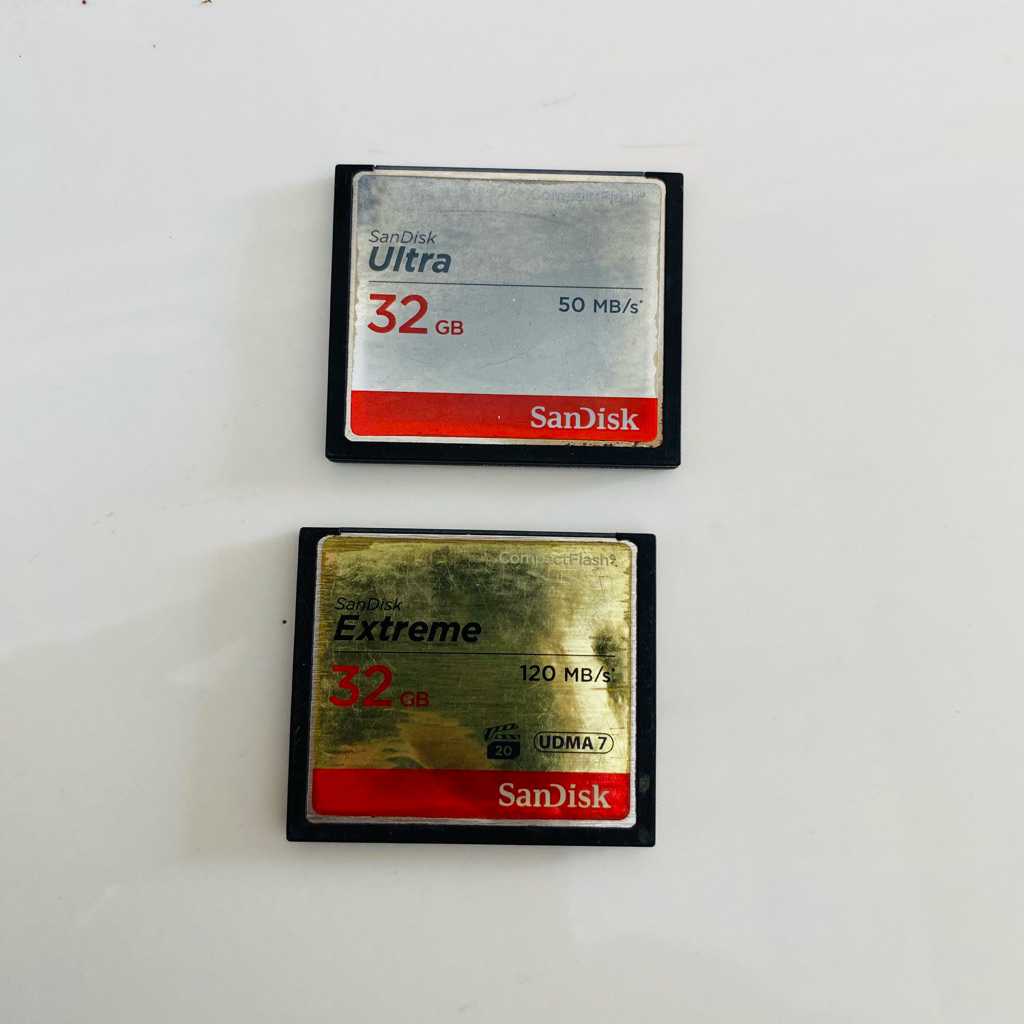 CompactFlash®
SanDisk
Ultra
32 GB
50 MB/s*
SanDisk
CompactFlash®
SanDisk
Extreme
32 GB
120 MB/s*
20
UDMA 7
SanDisk